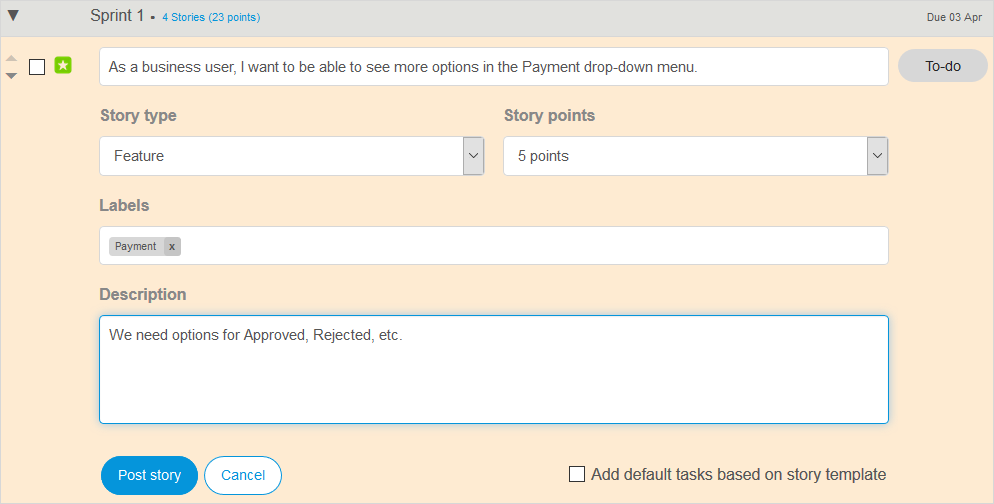 Sprint 1 • 4 Stories (23 points) Due 03 Apr
As a business user, I want to be able to see more options in the Payment drop-down menu. To-do
Story type Story points
Feature 5 points
Labels
Payment x
Description
We need options for Approved, Rejected, etc.
Post story Cancel Add default tasks based on story template